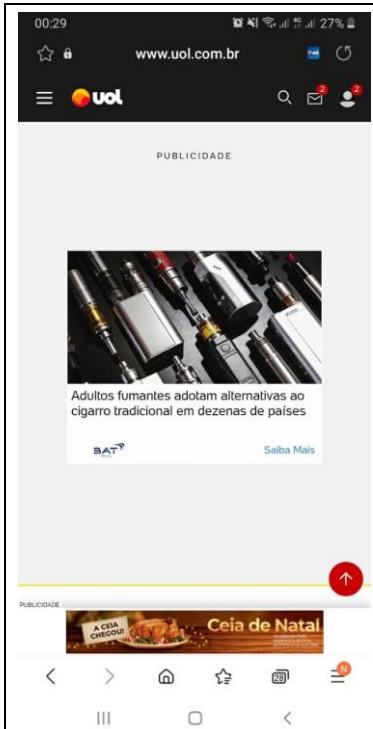 00:29
27%
www.uol.com.br
uol
2
2
PUBLICIDADE
Adultos fumantes adotam alternativas ao
cigarro tradicional em dezenas de países
BAT
Saiba Mais
PUBLICIDADE
A CEIA
CHEGOU!
Ceia de Natal
28
N